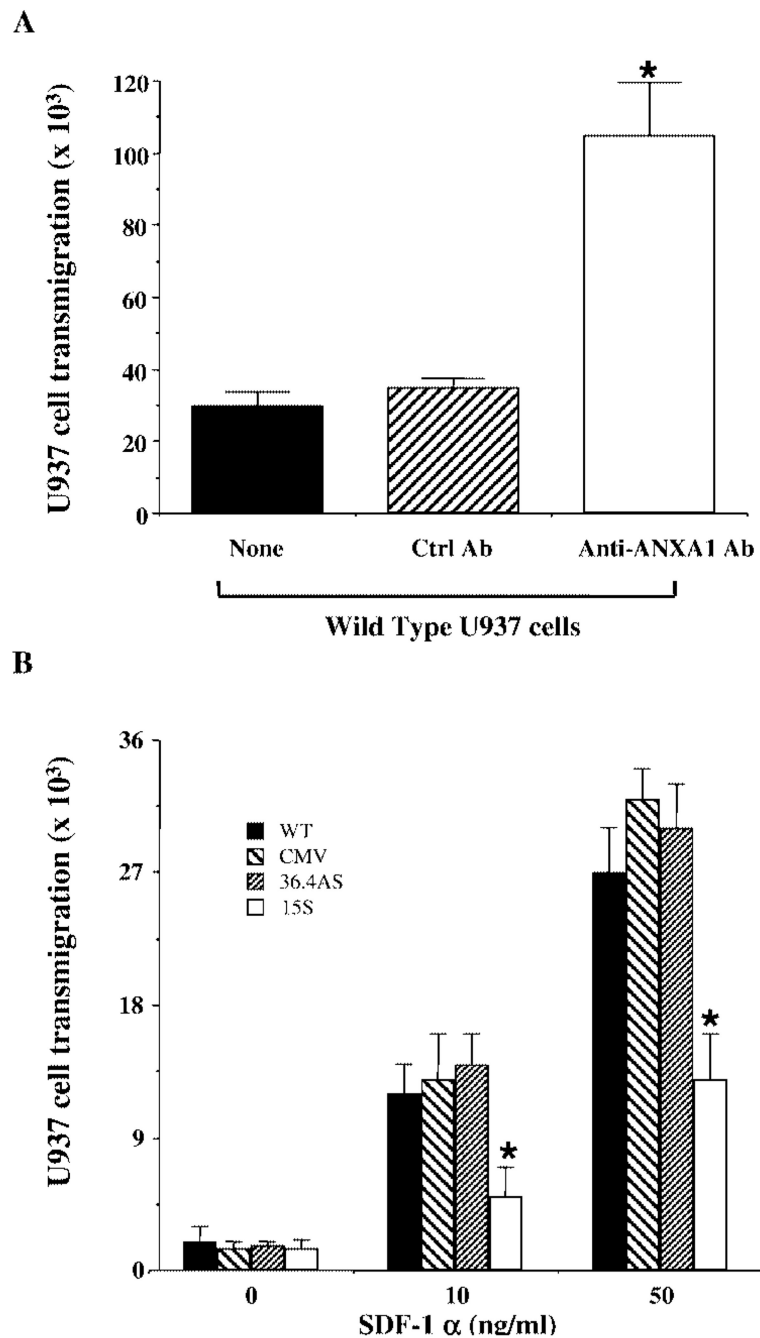 A
U937 cell transmigration (x 10³)
120
100
80
60
40
20
0
*
None Ctrl Ab Anti-ANXA1 Ab
Wild Type U937 cells
B
U937 cell transmigration (x 10³)
36
27
18
9
0
WT
CMV
36.4AS
15S
*
*
0 10 50
SDF-1 α (ng/ml)